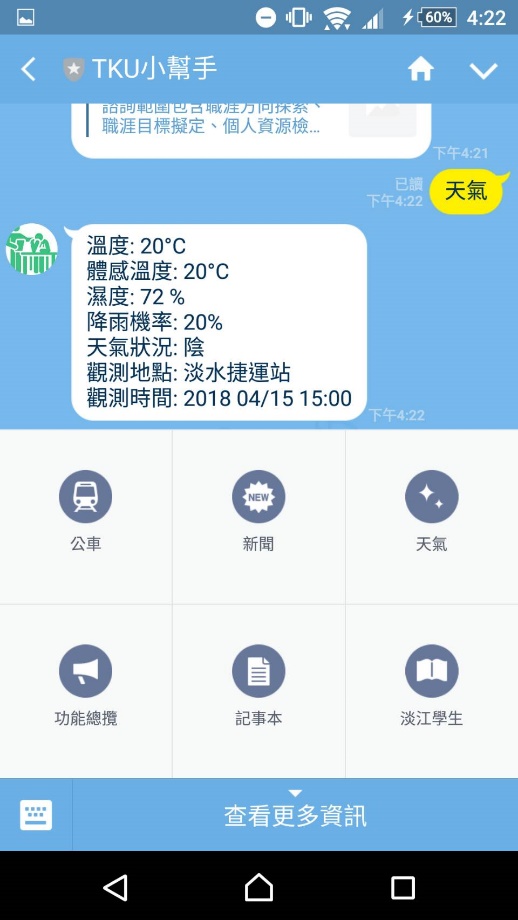 60% 4:22
TKU小幫手
諮詢範圍包含職涯方向探索、
職涯目標擬定、個人資源檢...
下午4:21
已讀
下午4:22
天氣
溫度: 20°C
體感溫度: 20°C
濕度: 72 %
降雨機率: 20%
天氣狀況: 陰
觀測地點: 淡水捷運站
觀測時間: 2018 04/15 15:00
下午4:22
NEW
公車 新聞 天氣
功能總攬 記事本 淡江學生
查看更多資訊